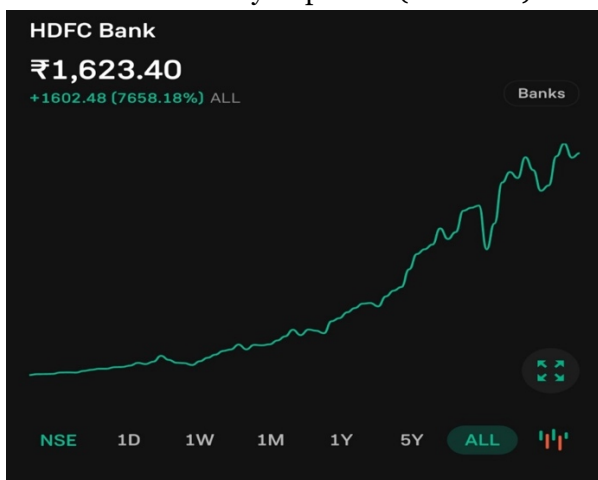 HDFC Bank
₹1,623.40
+1602.48 (7658.18%) ALL
Banks
NSE 1D 1W 1M 1Y 5Y ALL